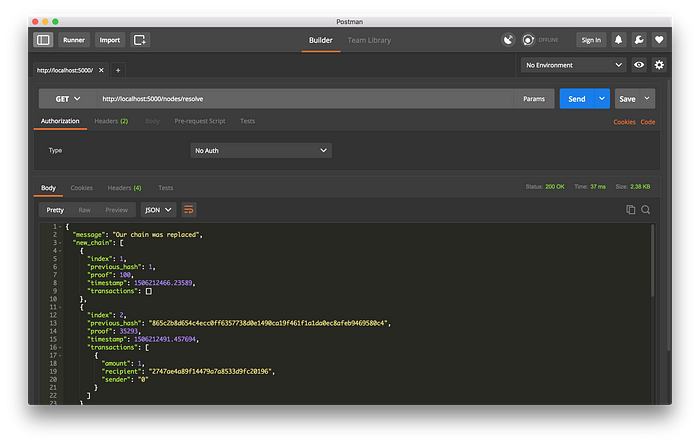 Postman
Runner Import Builder Team Library OFFLINE Sign In
http://localhost:5000/ No Environment
GET http://localhost:5000/nodes/resolve Params Send Save
Authorization Headers (2) Body Pre-request Script Tests Cookies Code
Type No Auth
Body Cookies Headers (4) Tests Status: 200 OK Time: 37 ms Size: 2.38 KB
Pretty Raw Preview JSON
1 {
2 "message": "Our chain was replaced",
3 "new_chain": [
4 {
5 "index": 1,
6 "previous_hash": 1,
7 "proof": 100,
8 "timestamp": 1506212466.23589,
9 "transactions": []
10 },
11 {
12 "index": 2,
13 "previous_hash": "865c2b8d654c4ecc0ff6357738d0e1490ca19f461f1a1da0ec8afeb9469580c4",
14 "proof": 35293,
15 "timestamp": 1506212491.457694,
16 "transactions": [
17 {
18 "amount": 1,
19 "recipient": "2747ae4a89f14479a7a8533d9fc20196",
20 "sender": "0"
21 }
22 ]
23 }